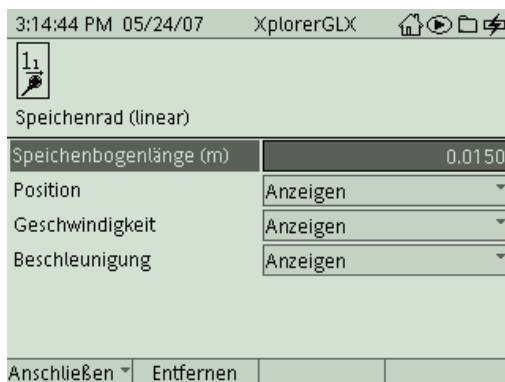 3:14:44 PM 05/24/07 XplorerGLX
Speichenrad (linear)
Speichenbogenlänge (m) 0.0150
Position Anzeigen
Geschwindigkeit Anzeigen
Beschleunigung Anzeigen
Anschließen Entfernen